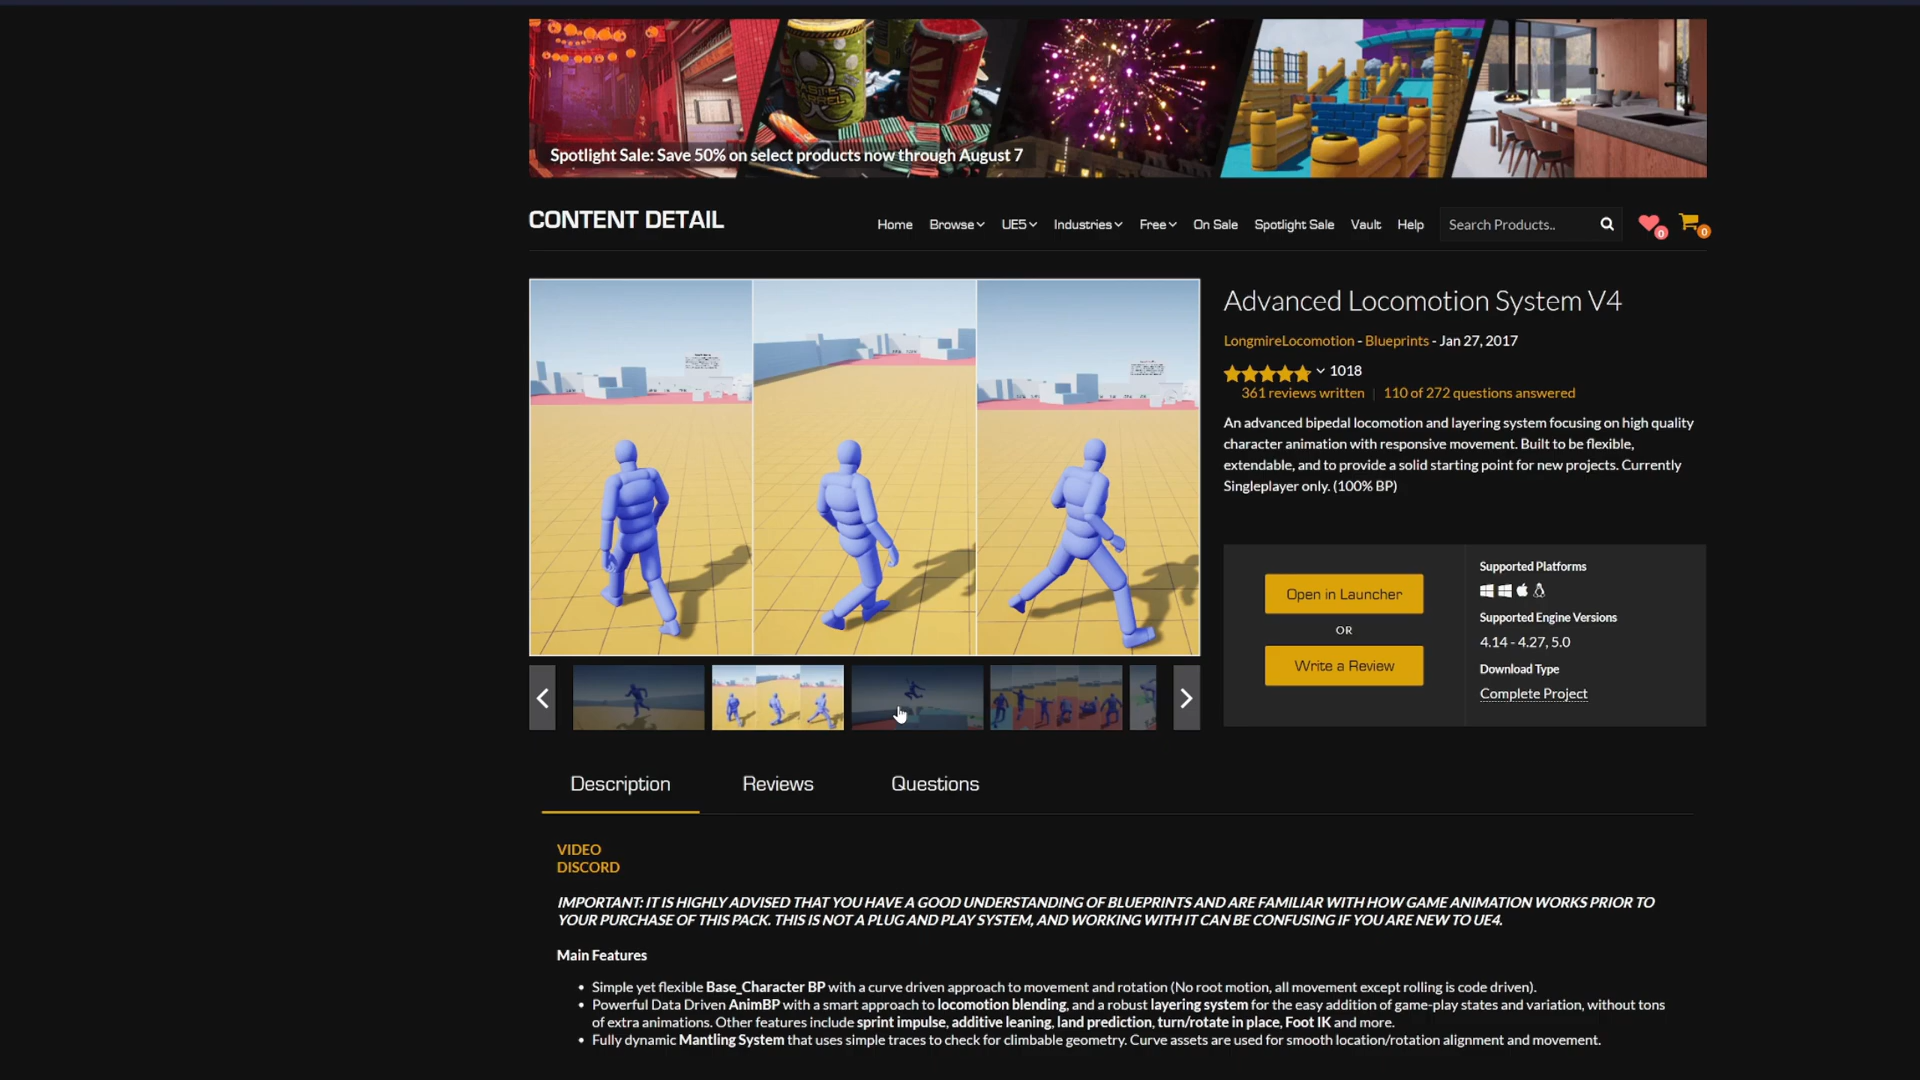 Spotlight Sale: Save 50% on select products now through August 7
CONTENT DETAIL
Home Browse UE5 Industries Free On Sale Spotlight Sale Vault Help Search Products.. 0 0
Advanced Locomotion System V4
LongmireLocomotion - Blueprints - Jan 27, 2017
1018
361 reviews written | 110 of 272 questions answered
An advanced bipedal locomotion and layering system focusing on high quality
character animation with responsive movement. Built to be flexible,
extendable, and to provide a solid starting point for new projects. Currently
Singleplayer only. (100% BP)
Open in Launcher
OR
Write a Review
Supported Platforms
Supported Engine Versions
4.14 - 4.27, 5.0
Download Type
Complete Project
Description Reviews Questions
VIDEO
DISCORD
IMPORTANT: IT IS HIGHLY ADVISED THAT YOU HAVE A GOOD UNDERSTANDING OF BLUEPRINTS AND ARE FAMILIAR WITH HOW GAME ANIMATION WORKS PRIOR TO
YOUR PURCHASE OF THIS PACK. THIS IS NOT A PLUG AND PLAY SYSTEM, AND WORKING WITH IT CAN BE CONFUSING IF YOU ARE NEW TO UE4.
Main Features
• Simple yet flexible Base_Character BP with a curve driven approach to movement and rotation (No root motion, all movement except rolling is code driven).
• Powerful Data Driven AnimBP with a smart approach to locomotion blending, and a robust layering system for the easy addition of game-play states and variation, without tons
of extra animations. Other features include sprint impulse, additive leaning, land prediction, turn/rotate in place, Foot IK and more.
• Fully dynamic Mantling System that uses simple traces to check for climbable geometry. Curve assets are used for smooth location/rotation alignment and movement.